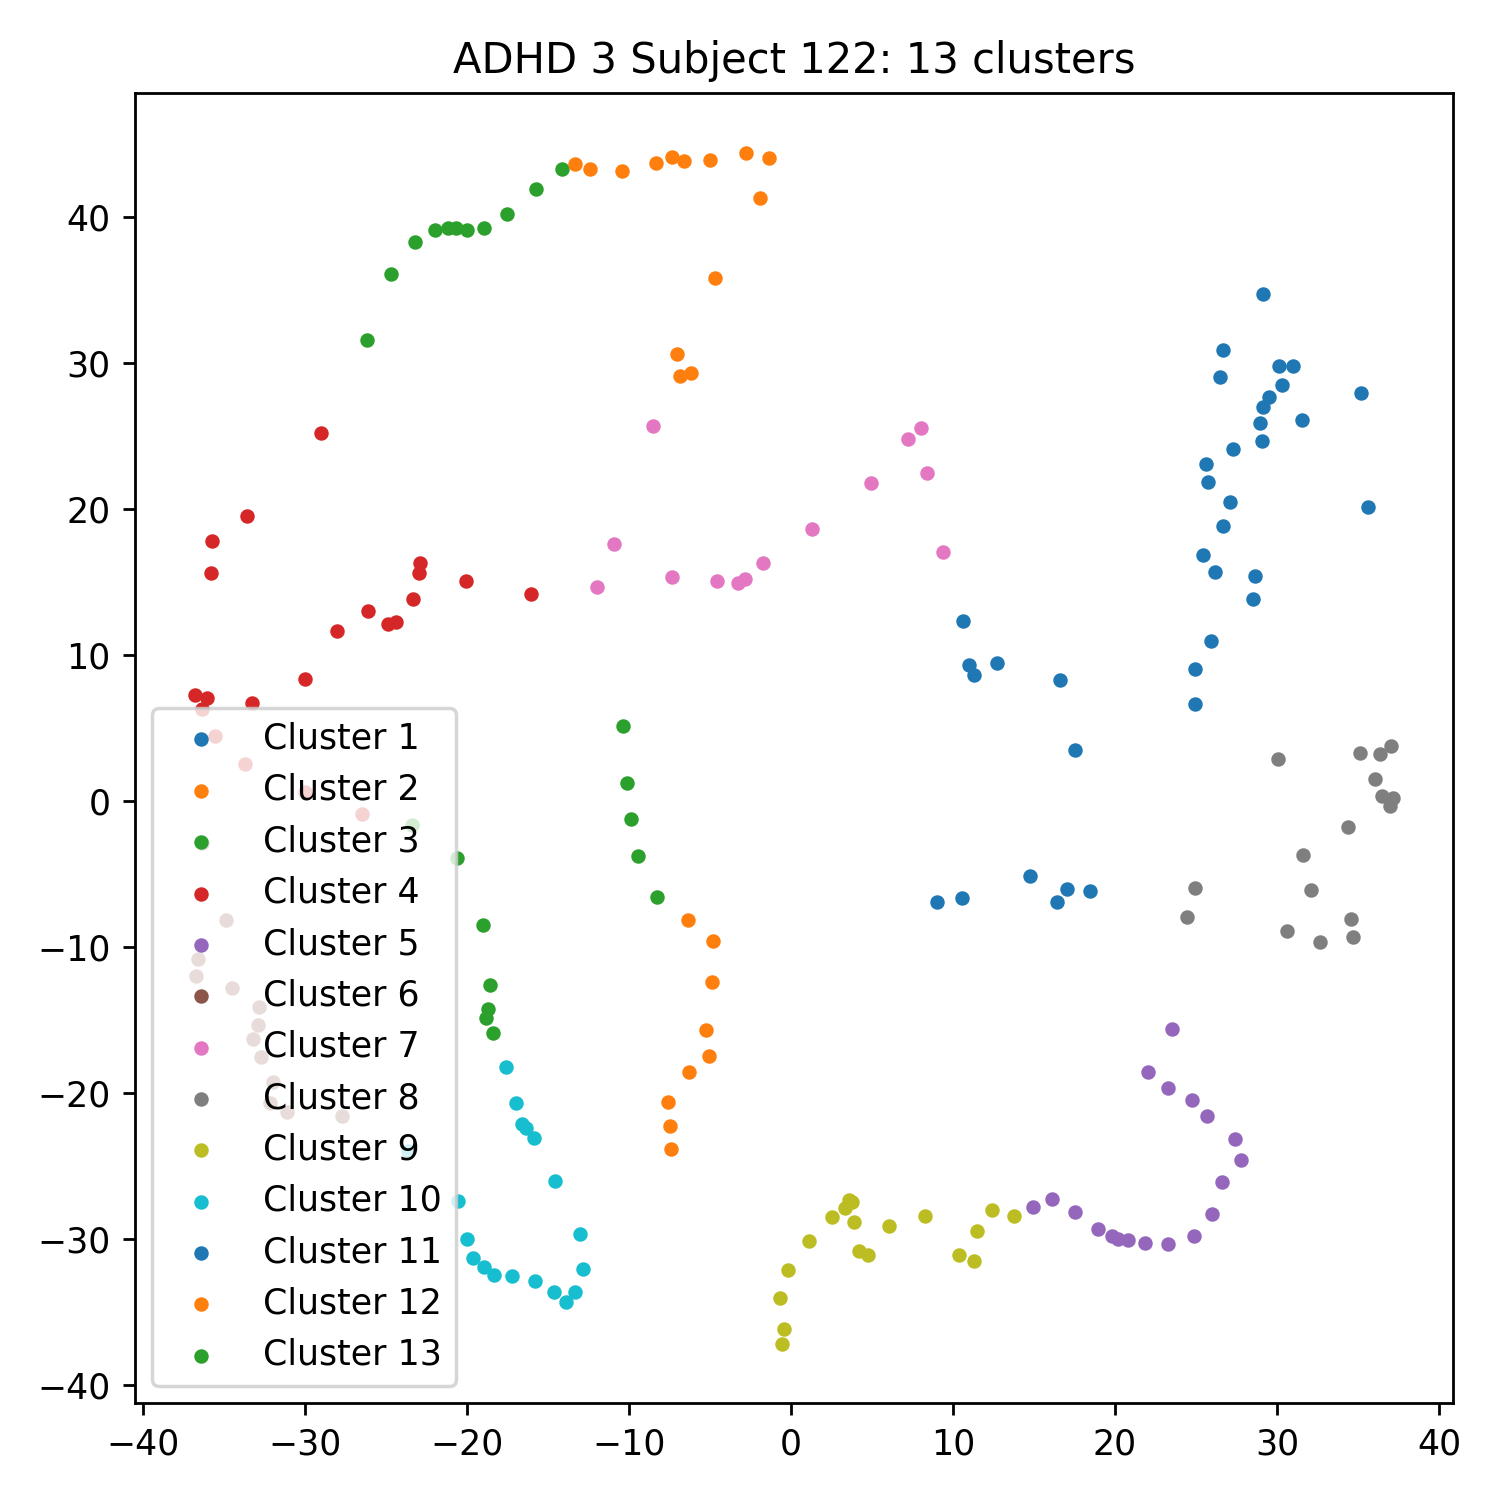 ADHD 3 Subject 122: 13 clusters
40
30
20
10
0
−10
−20
−30
−40
Cluster 1
Cluster 2
Cluster 3
Cluster 4
Cluster 5
Cluster 6
Cluster 7
Cluster 8
Cluster 9
Cluster 10
Cluster 11
Cluster 12
Cluster 13
−40 −30 −20 −10 0 10 20 30 40